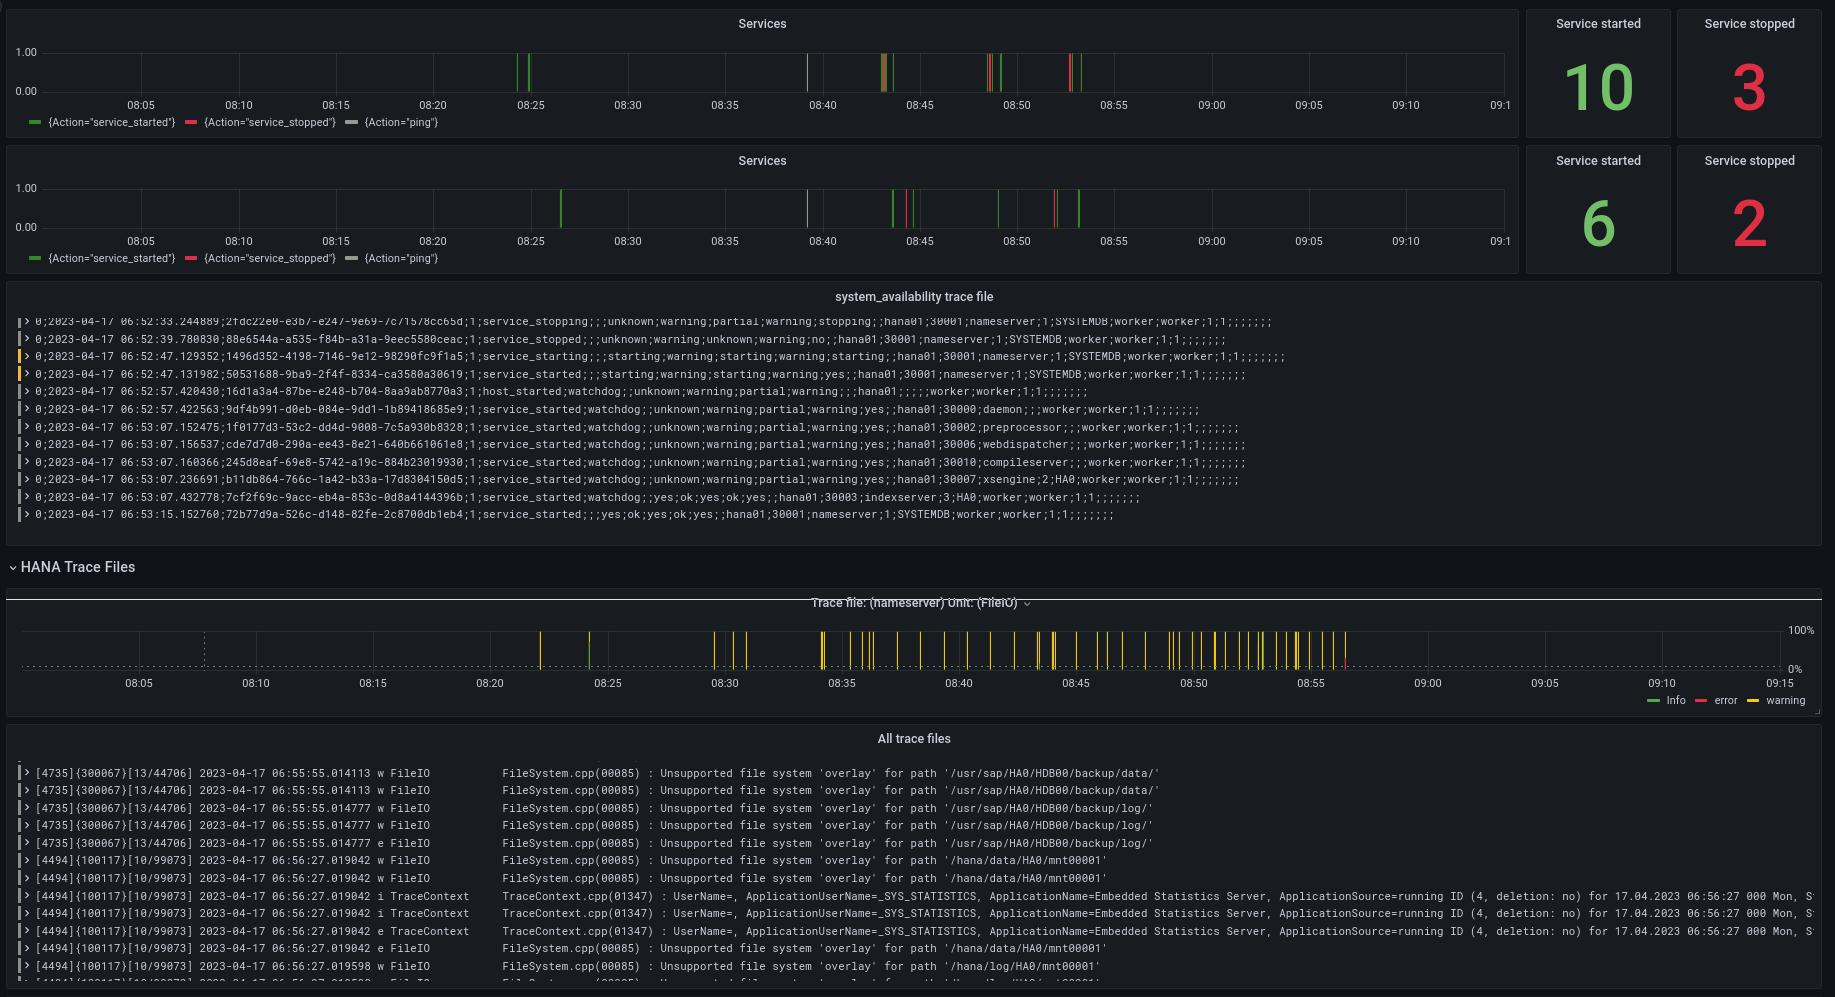 Services
1.00
0.00
08:05 08:10 08:15 08:20 08:25 08:30 08:35 08:40 08:45 08:50 08:55 09:00 09:05 09:10 09:1
{Action="service_started"} {Action="service_stopped"} {Action="ping"}
Service started
10
Service stopped
3
Services
1.00
0.00
08:05 08:10 08:15 08:20 08:25 08:30 08:35 08:40 08:45 08:50 08:55 09:00 09:05 09:10 09:1
{Action="service_started"} {Action="service_stopped"} {Action="ping"}
Service started
6
Service stopped
2
system_availability trace file
0;2023-04-17 06:52:33.244889;2fdc22e0-e3b7-e247-9e69-7c71578cc65d;1;service_stopping;;;unknown;warning;partial;warning;stopping;;hana01;30001;nameserver;1;SYSTEMDB;worker;worker;1;1;;;;;;;
0;2023-04-17 06:52:39.780830;88e6544a-a535-f84b-a31a-9eec5580ceac;1;service_stopped;;;unknown;warning;unknown;warning;no;;hana01;30001;nameserver;1;SYSTEMDB;worker;worker;1;1;;;;;;;
0;2023-04-17 06:52:47.129352;1496d352-4198-7146-9e12-98290fc9f1a5;1;service_starting;;;starting;warning;starting;warning;starting;;hana01;30001;nameserver;1;SYSTEMDB;worker;worker;1;1;;;;;;;
0;2023-04-17 06:52:47.131982;50531688-9ba9-2f4f-8334-ca3580a30619;1;service_started;;;starting;warning;starting;warning;yes;;hana01;30001;nameserver;1;SYSTEMDB;worker;worker;1;1;;;;;;;
0;2023-04-17 06:52:57.420430;16d1a3a4-87be-e248-b704-8aa9ab8770a3;1;host_started;watchdog;;unknown;warning;partial;warning;;;hana01;;;;;worker;worker;1;1;;;;;;;
0;2023-04-17 06:52:57.422563;9df4b991-d0eb-084e-9dd1-1b89418685e9;1;service_started;watchdog;;unknown;warning;partial;warning;yes;;hana01;30000;daemon;;;worker;worker;1;1;;;;;;;
0;2023-04-17 06:53:07.152475;1f0177d3-53c2-dd4d-9008-7c5a930b8328;1;service_started;watchdog;;unknown;warning;partial;warning;yes;;hana01;30002;preprocessor;;;worker;worker;1;1;;;;;;;
0;2023-04-17 06:53:07.156537;cde7d7d0-290a-ee43-8e21-640b661061e8;1;service_started;watchdog;;unknown;warning;partial;warning;yes;;hana01;30006;webdispatcher;;;worker;worker;1;1;;;;;;;
0;2023-04-17 06:53:07.160366;245d8eaf-69e8-5742-a19c-884b23019930;1;service_started;watchdog;;unknown;warning;partial;warning;yes;;hana01;30010;compileserver;;;worker;worker;1;1;;;;;;;
0;2023-04-17 06:53:07.236691;b11db864-766c-1a42-b33a-17d8304150d5;1;service_started;watchdog;;unknown;warning;partial;warning;yes;;hana01;30007;xsengine;2;HA0;worker;worker;1;1;;;;;;;
0;2023-04-17 06:53:07.432778;7cf2f69c-9acc-eb4a-853c-0d8a4144396b;1;service_started;watchdog;;yes;ok;yes;ok;yes;;hana01;30003;indexserver;3;HA0;worker;worker;1;1;;;;;;;
0;2023-04-17 06:53:15.152760;72b77d9a-526c-d148-82fe-2c8700db1eb4;1;service_started;;;yes;ok;yes;ok;yes;;hana01;30001;nameserver;1;SYSTEMDB;worker;worker;1;1;;;;;;;
HANA Trace Files
Trace file: (nameserver) Unit: (FileIO)
100%
0%
08:05 08:10 08:15 08:20 08:25 08:30 08:35 08:40 08:45 08:50 08:55 09:00 09:05 09:10 09:15
Info error warning
All trace files
[4735]{300067}[13/44706] 2023-04-17 06:55:55.014113 w FileIO FileSystem.cpp(00085) : Unsupported file system 'overlay' for path '/usr/sap/HA0/HDB00/backup/data/'
[4735]{300067}[13/44706] 2023-04-17 06:55:55.014113 w FileIO FileSystem.cpp(00085) : Unsupported file system 'overlay' for path '/usr/sap/HA0/HDB00/backup/data/'
[4735]{300067}[13/44706] 2023-04-17 06:55:55.014777 w FileIO FileSystem.cpp(00085) : Unsupported file system 'overlay' for path '/usr/sap/HA0/HDB00/backup/log/'
[4735]{300067}[13/44706] 2023-04-17 06:55:55.014777 w FileIO FileSystem.cpp(00085) : Unsupported file system 'overlay' for path '/usr/sap/HA0/HDB00/backup/log/'
[4735]{300067}[13/44706] 2023-04-17 06:55:55.014777 e FileIO FileSystem.cpp(00085) : Unsupported file system 'overlay' for path '/usr/sap/HA0/HDB00/backup/log/'
[4494]{100117}[10/99073] 2023-04-17 06:56:27.019042 w FileIO FileSystem.cpp(00085) : Unsupported file system 'overlay' for path '/hana/data/HA0/mnt00001'
[4494]{100117}[10/99073] 2023-04-17 06:56:27.019042 w FileIO FileSystem.cpp(00085) : Unsupported file system 'overlay' for path '/hana/data/HA0/mnt00001'
[4494]{100117}[10/99073] 2023-04-17 06:56:27.019042 i TraceContext TraceContext.cpp(01347) : UserName=, ApplicationUserName=_SYS_STATISTICS, ApplicationName=Embedded Statistics Server, ApplicationSource=running ID (4, deletion: no) for 17.04.2023 06:56:27 000 Mon, S
[4494]{100117}[10/99073] 2023-04-17 06:56:27.019042 i TraceContext TraceContext.cpp(01347) : UserName=, ApplicationUserName=_SYS_STATISTICS, ApplicationName=Embedded Statistics Server, ApplicationSource=running ID (4, deletion: no) for 17.04.2023 06:56:27 000 Mon, S
[4494]{100117}[10/99073] 2023-04-17 06:56:27.019042 e TraceContext TraceContext.cpp(01347) : UserName=, ApplicationUserName=_SYS_STATISTICS, ApplicationName=Embedded Statistics Server, ApplicationSource=running ID (4, deletion: no) for 17.04.2023 06:56:27 000 Mon, S
[4494]{100117}[10/99073] 2023-04-17 06:56:27.019042 e FileIO FileSystem.cpp(00085) : Unsupported file system 'overlay' for path '/hana/data/HA0/mnt00001'
[4494]{100117}[10/99073] 2023-04-17 06:56:27.019598 w FileIO FileSystem.cpp(00085) : Unsupported file system 'overlay' for path '/hana/log/HA0/mnt00001'